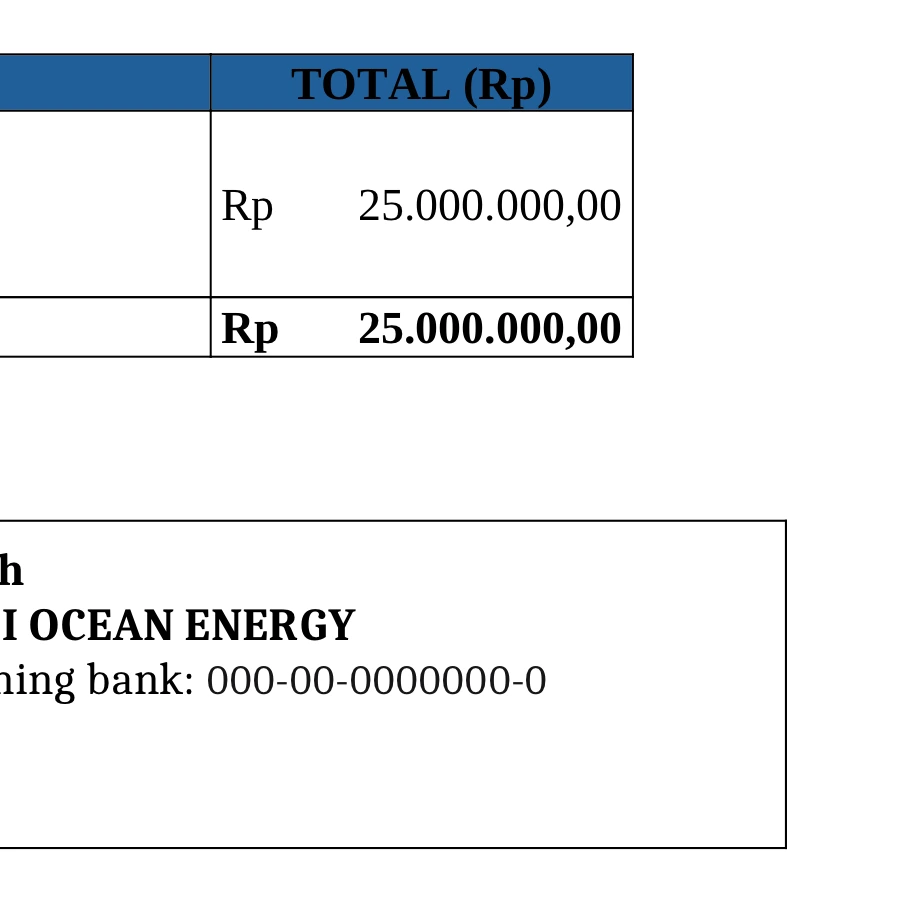 TOTAL (Rp)
Rp 25.000.000,00
Rp 25.000.000,00
h
I OCEAN ENERGY
ning bank: 000-00-0000000-0